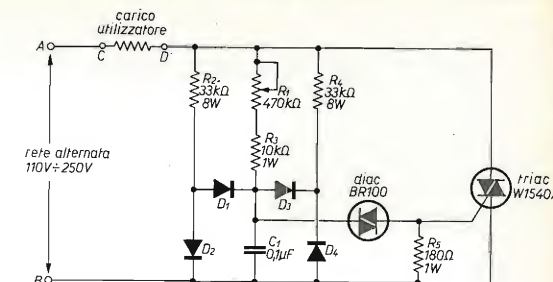 carico
utilizzatore
A
C
D
R2
33kΩ
8W
R1
470kΩ
R4
33kΩ
8W
R3
10kΩ
1W
rete alternata
110V÷250V
diac
BR100
triac
D1
D3
D2
C1
0,1µF
D4
R5
180Ω
1W
B